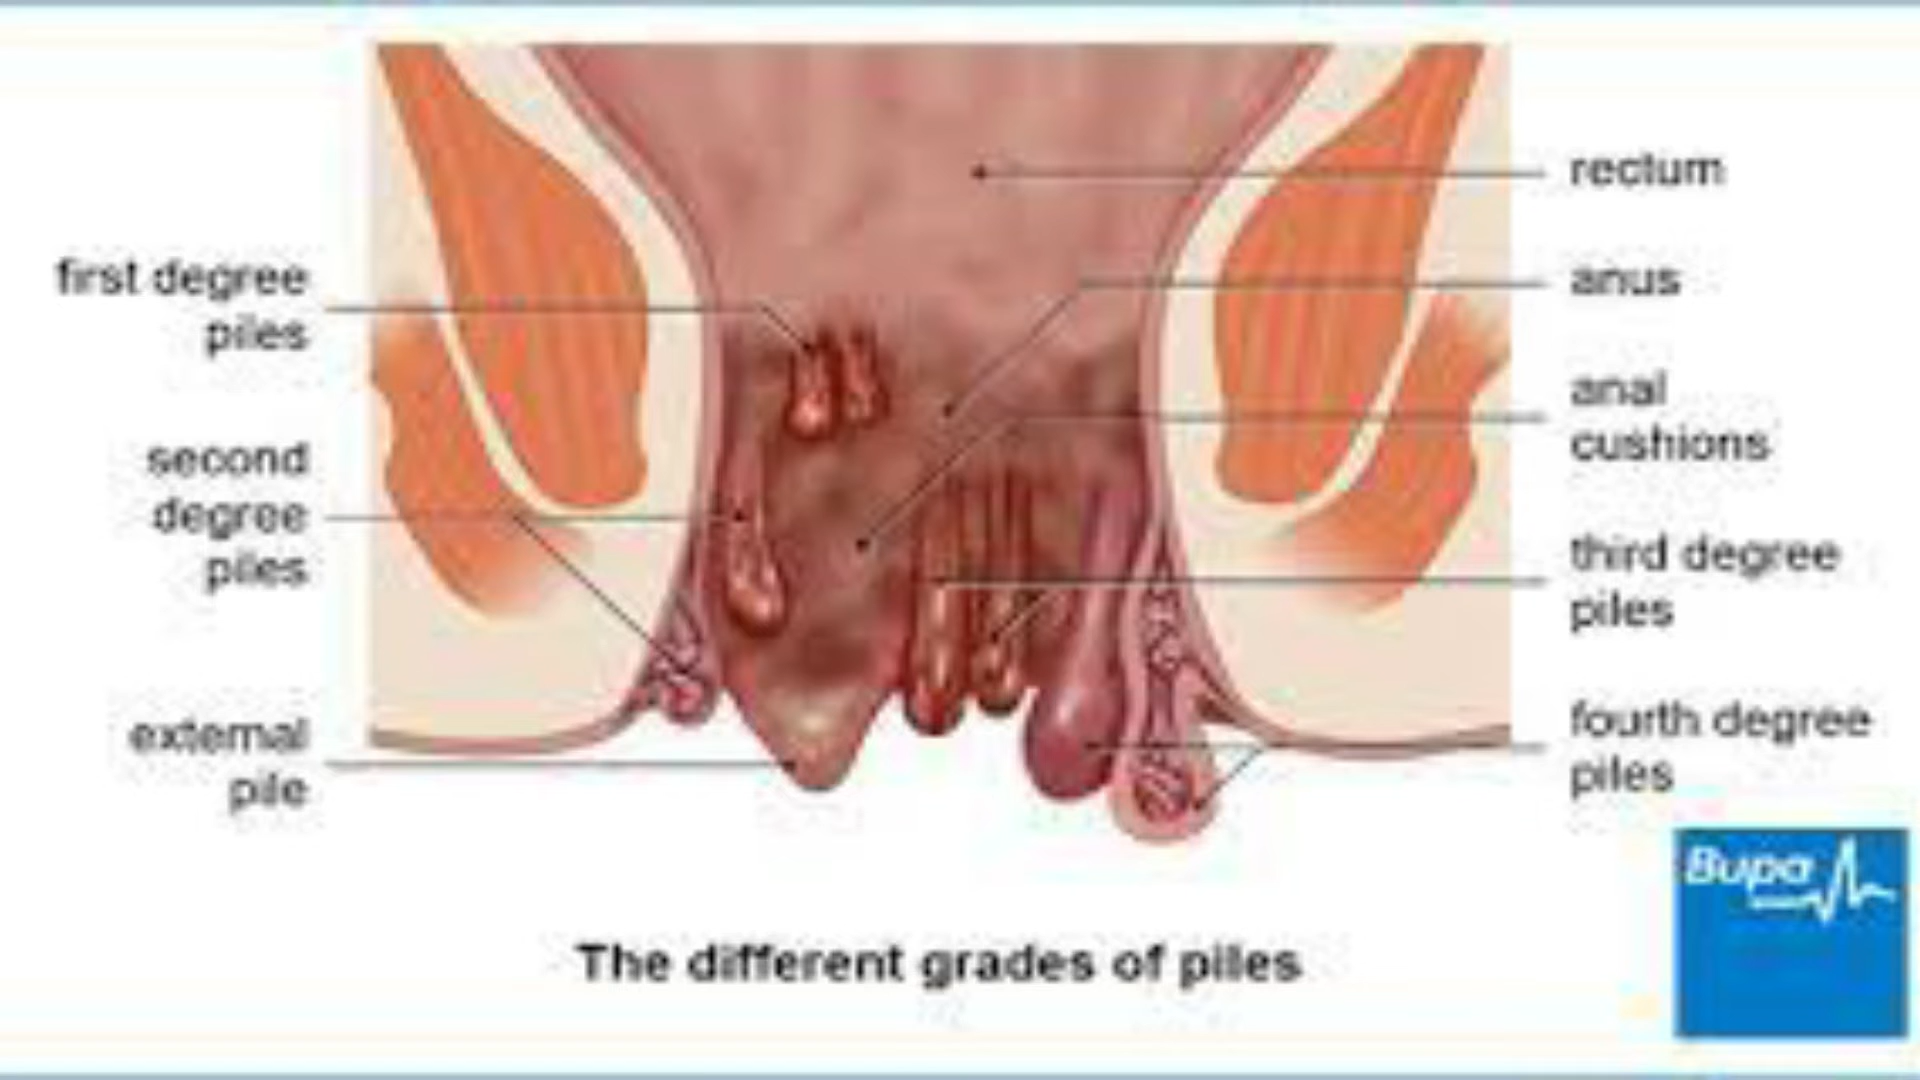 first degree
piles
second
degree
piles
external
pile
rectum
anus
anal
cushions
third degree
piles
fourth degree
piles
Bupa
The different grades of piles